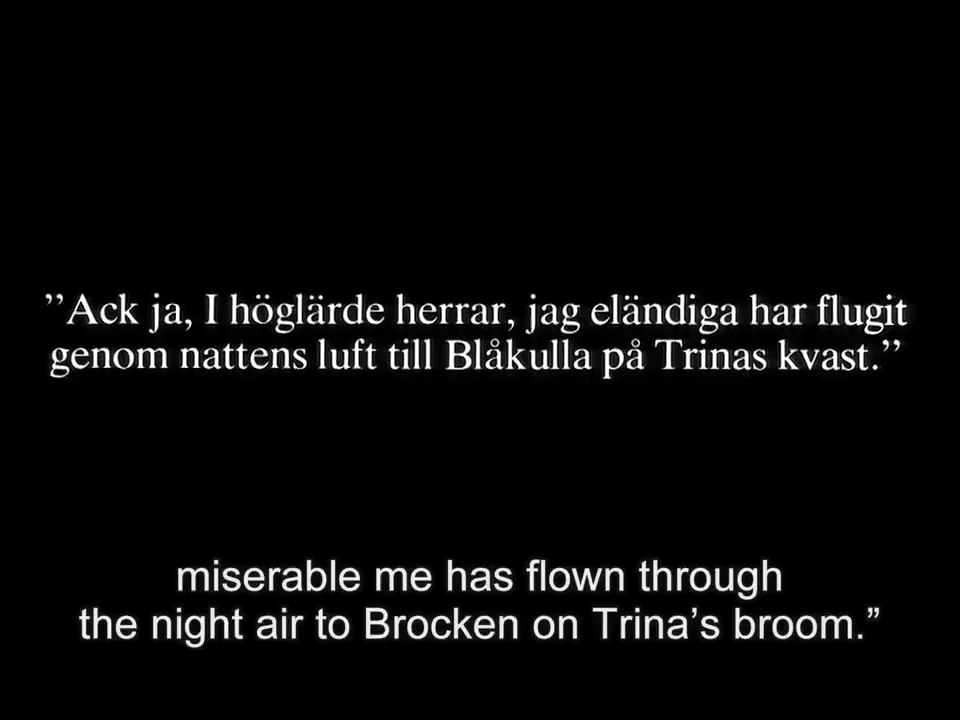 ”Ack ja, I höglärde herrar, jag eländiga har flugit
genom nattens luft till Blåkulla på Trinas kvast.”
miserable me has flown through
the night air to Brocken on Trina’s broom.”